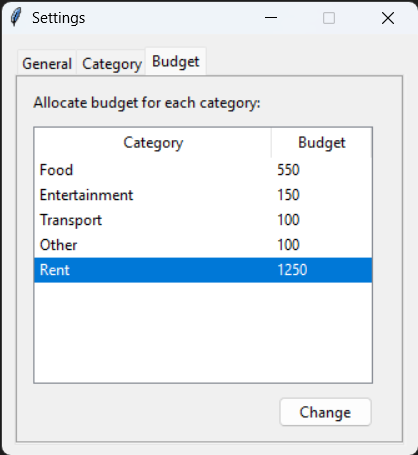 Settings
General Category Budget
Allocate budget for each category:
Category Budget
Food 550
Entertainment 150
Transport 100
Other 100
Rent 1250
Change